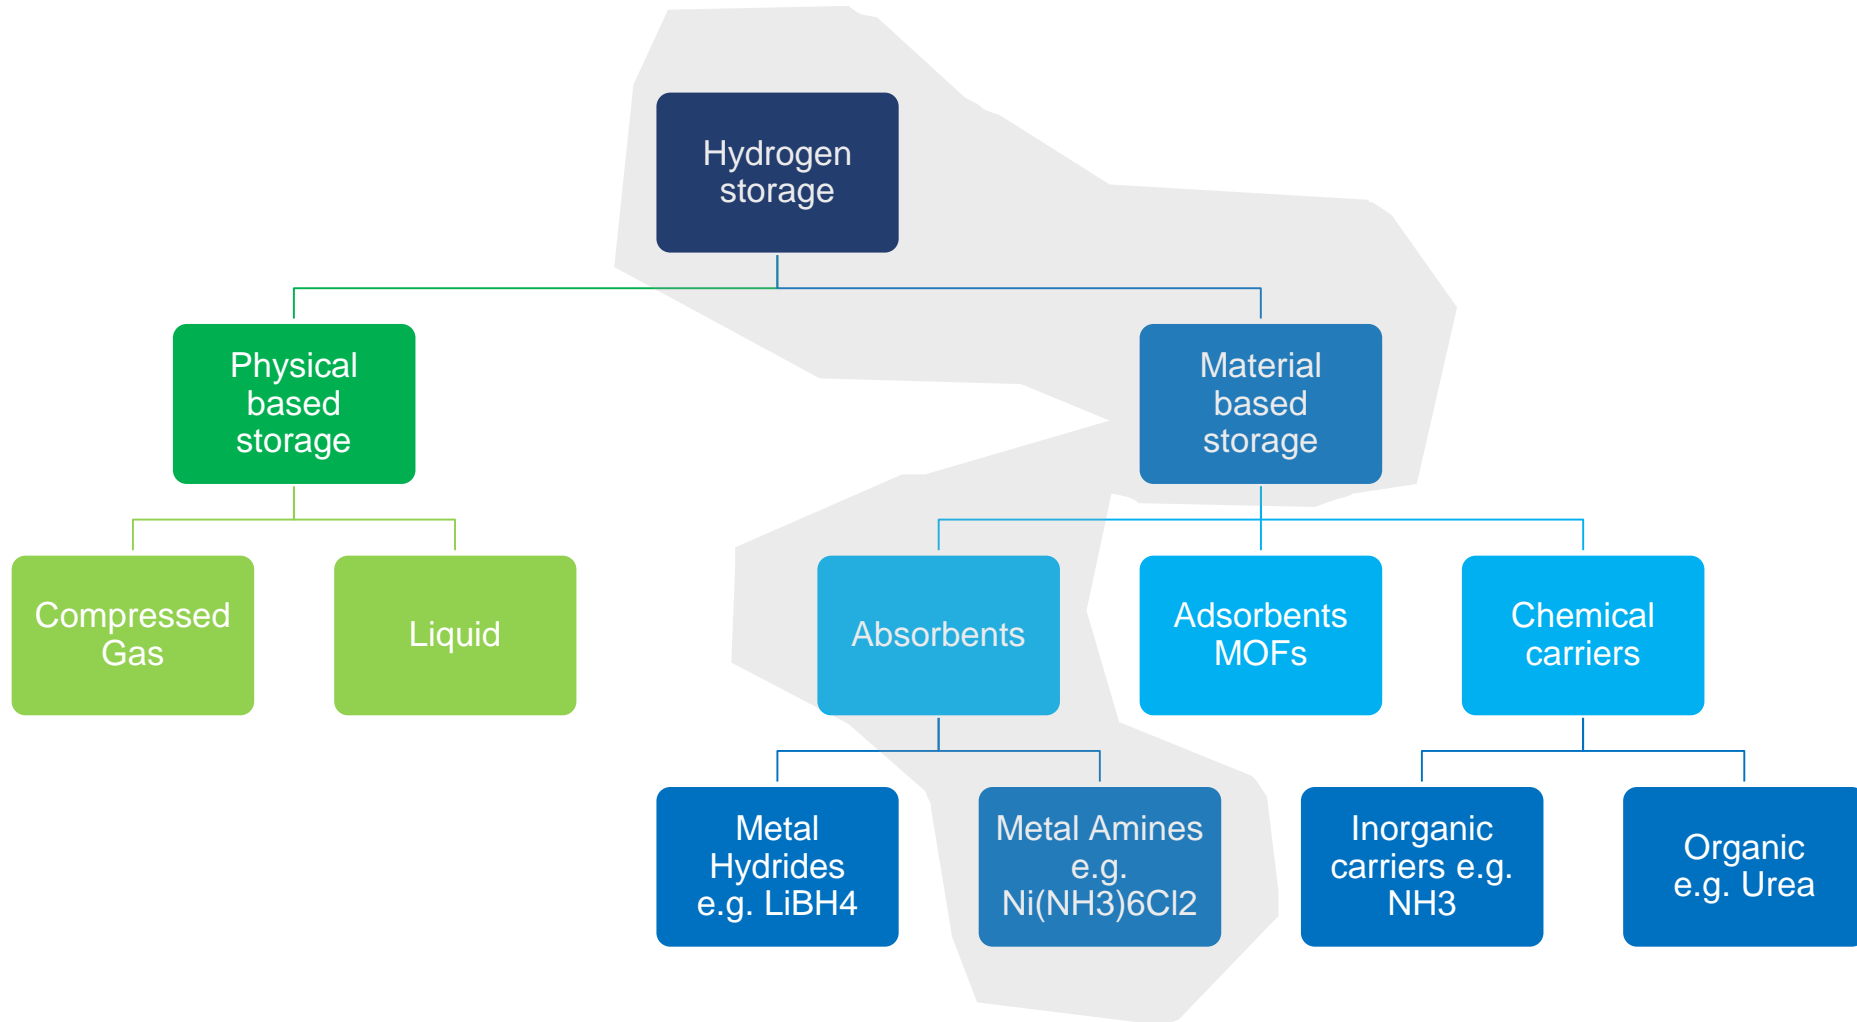 Hydrogen
storage
Physical
based
storage
Material
based
storage
Compressed
Gas
Liquid
Absorbents
Adsorbents
MOFs
Chemical
carriers
Metal
Hydrides
e.g. LiBH4
Metal Amines
e.g.
Ni(NH3)6Cl2
Inorganic
carriers e.g.
NH3
Organic
e.g. Urea